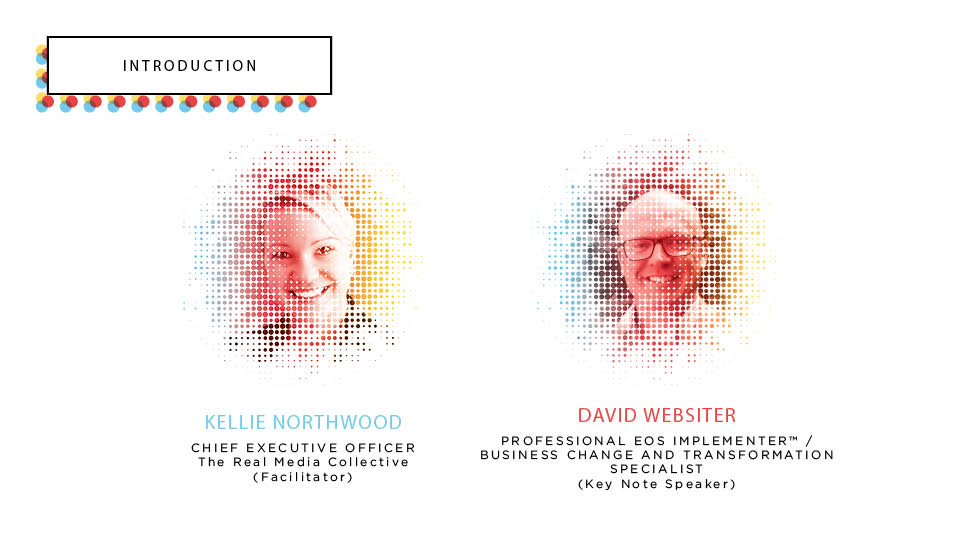 INTRODUCTION
KELLIE NORTHWOOD
CHIEF EXECUTIVE OFFICER
The Real Media Collective
(Facilitator)
DAVID WEBSITER
PROFESSIONAL EOS IMPLEMENTER™ /
BUSINESS CHANGE AND TRANSFORMATION
SPECIALIST
(Key Note Speaker)